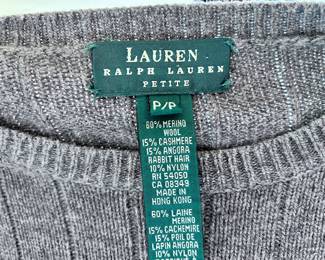 LAUREN
RALPH LAUREN
PETITE
P/P
60% MERINO
WOOL
15% CASHMERE
15% ANGORA
RABBIT HAIR
10% NYLON
RN 54050
CA 08349
MADE IN
HONG KONG
60% LAINE
MERINO
15% CACHEMIRE
15% POIL DE
LAPIN ANGORA
10% NYLON